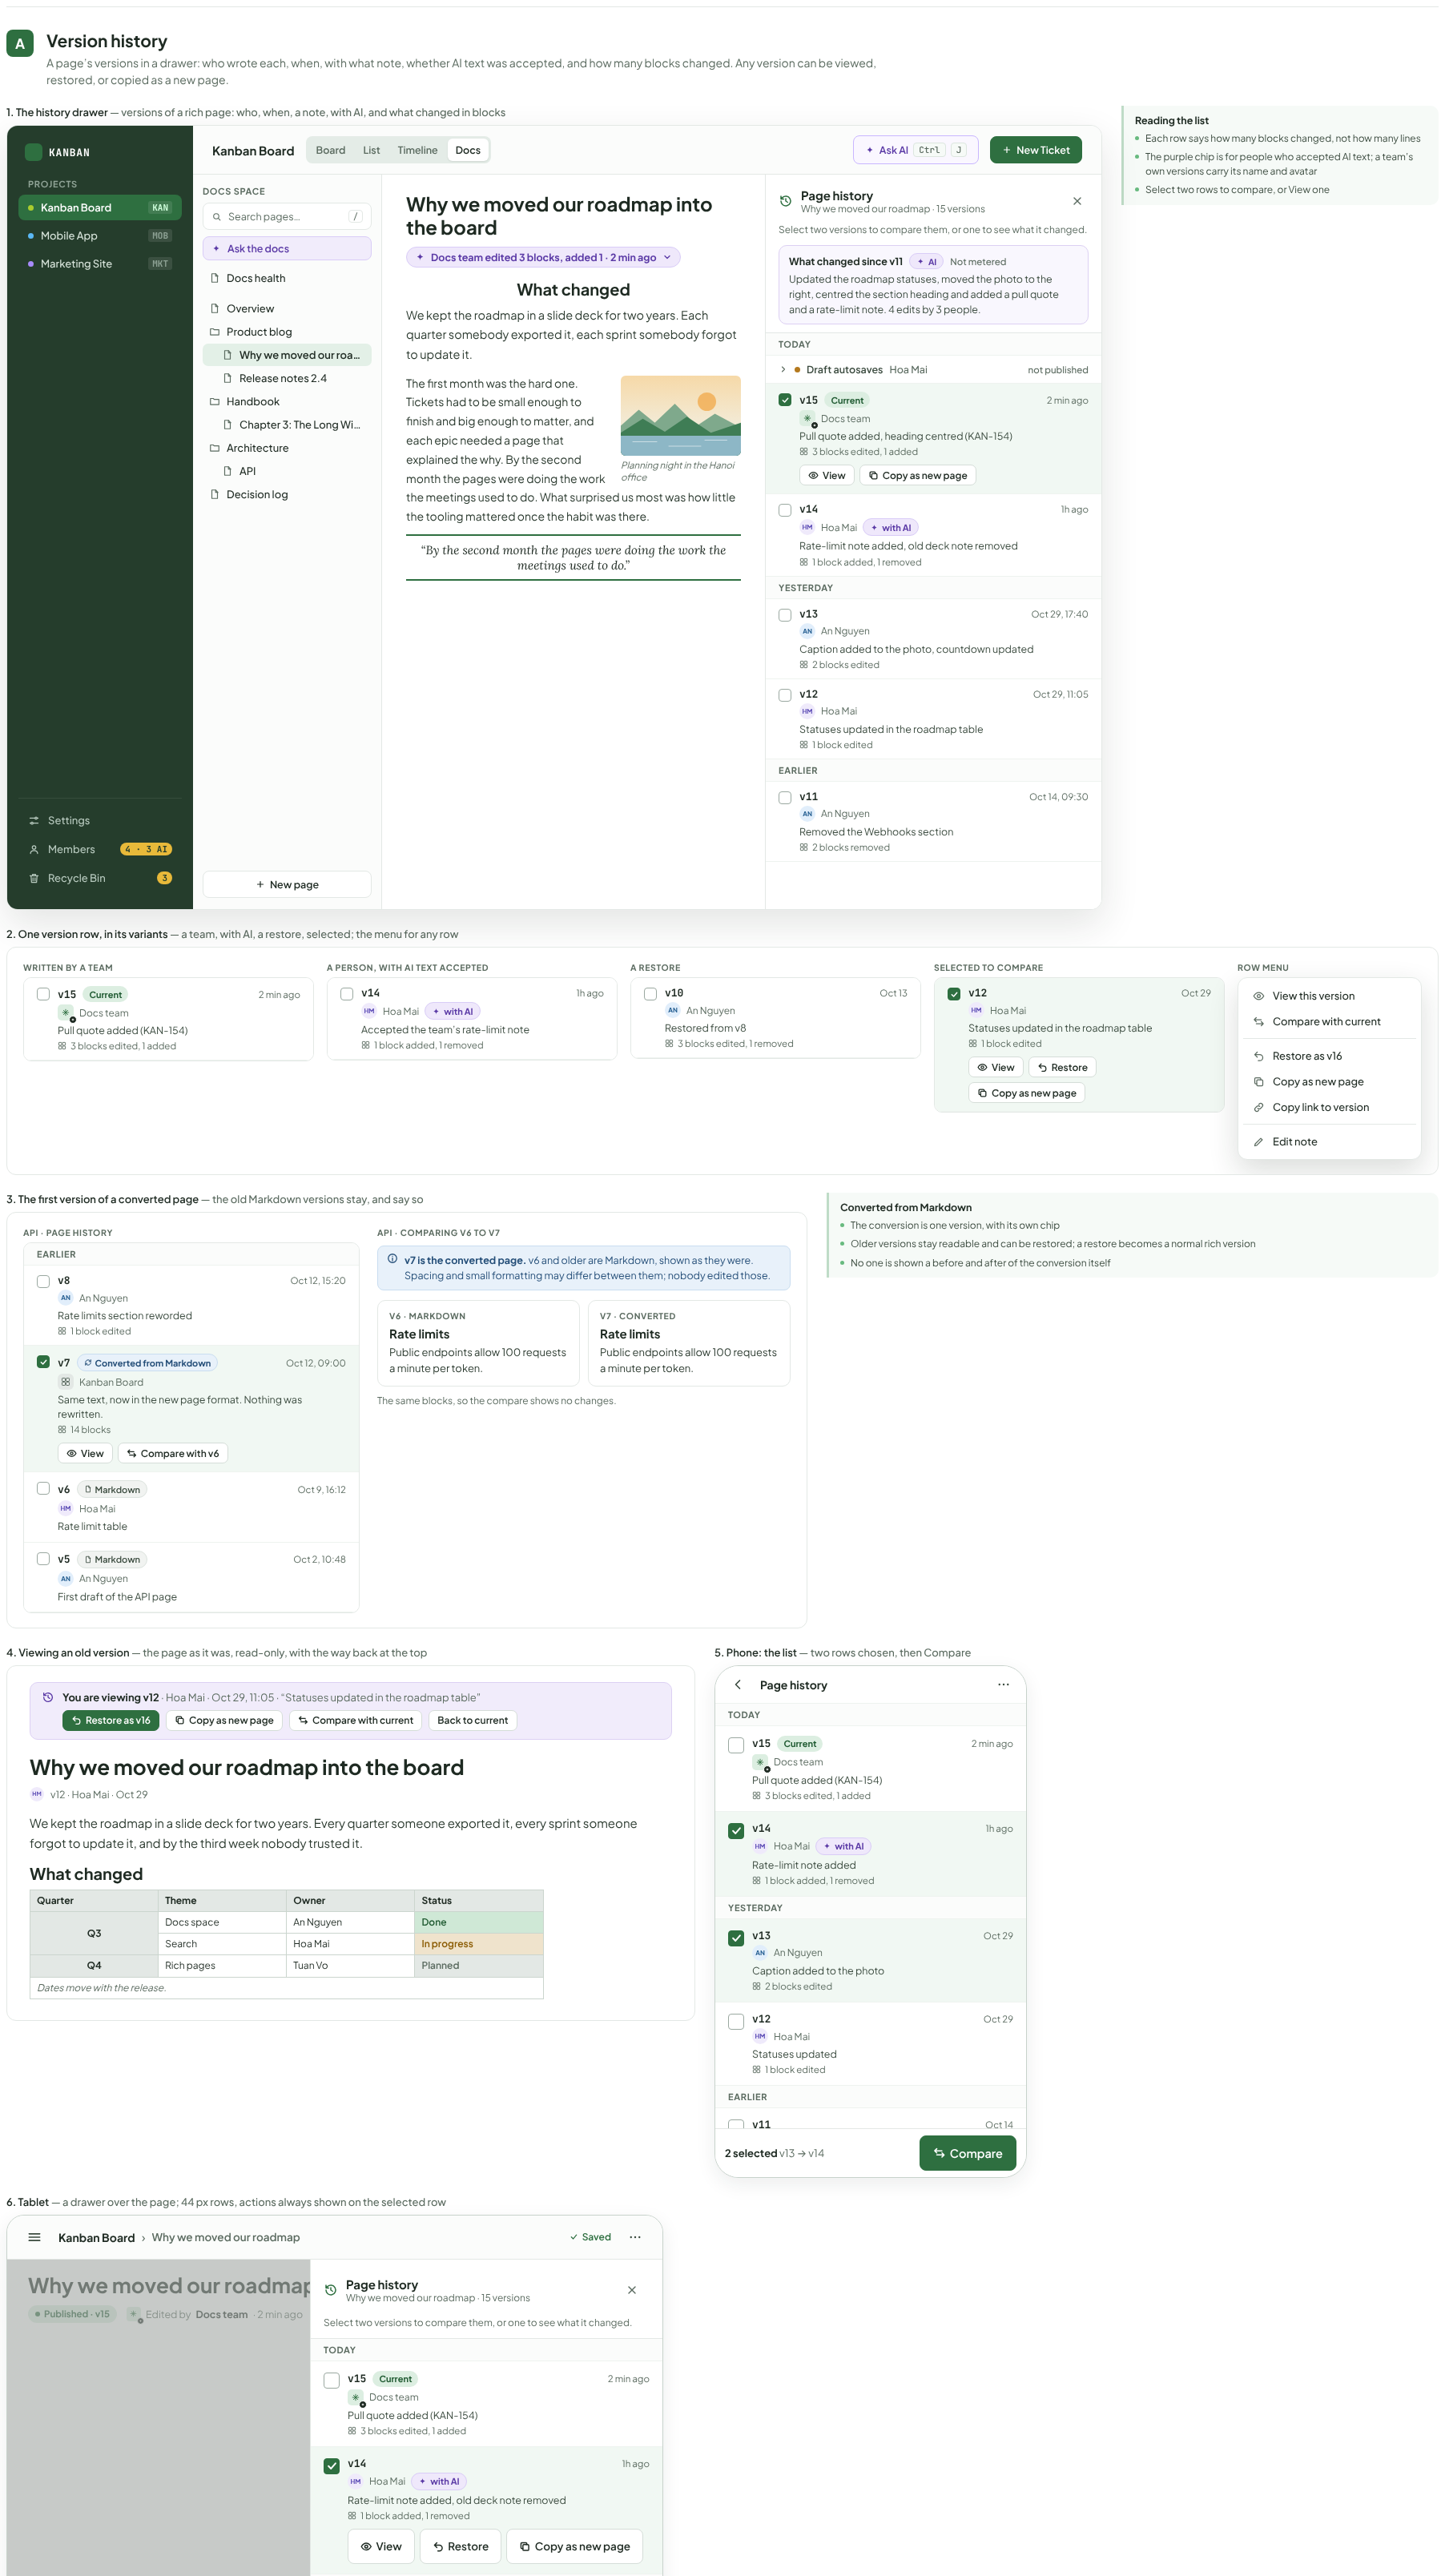 A
Version history
A page's versions in a drawer: who wrote each, when, with what note, whether AI text was accepted, and how many blocks changed. Any version can be viewed,
restored, or copied as a new page.
1. The history drawer — versions of a rich page: who, when, a note, with AI, and what changed in blocks
KANBAN
PROJECTS
Kanban Board KAN
Mobile App MOB
Marketing Site MKT
Settings
Members 4 · 3 AI
Recycle Bin 3
Kanban Board Board List Timeline Docs
Ask AI Ctrl J
+ New Ticket
DOCS SPACE
Search pages... /
Ask the docs
Docs health
Overview
Product blog
Why we moved our roa...
Release notes 2.4
Handbook
Chapter 3: The Long Wi...
Architecture
API
Decision log
+ New page
Why we moved our roadmap into
the board
Docs team edited 3 blocks, added 1 · 2 min ago
What changed
We kept the roadmap in a slide deck for two years. Each
quarter somebody exported it, each sprint somebody forgot
to update it.
The first month was the hard one.
Tickets had to be small enough to
finish and big enough to matter, and
each epic needed a page that
explained the why. By the second
month the pages were doing the work
the meetings used to do. What surprised us most was how little
the tooling mattered once the habit was there.
Planning night in the Hanoi
office
“By the second month the pages were doing the work the
meetings used to do.”
Page history
Why we moved our roadmap · 15 versions
Select two versions to compare them, or one to see what it changed.
What changed since v11 AI Not metered
Updated the roadmap statuses, moved the photo to the
right, centred the section heading and added a pull quote
and a rate-limit note. 4 edits by 3 people.
TODAY
Draft autosaves Hoa Mai not published
v15 Current 2 min ago
Docs team
Pull quote added, heading centred (KAN-154)
3 blocks edited, 1 added
View Copy as new page
v14 1h ago
HM Hoa Mai with AI
Rate-limit note added, old deck note removed
1 block added, 1 removed
YESTERDAY
v13 Oct 29, 17:40
AN An Nguyen
Caption added to the photo, countdown updated
2 blocks edited
v12 Oct 29, 11:05
HM Hoa Mai
Statuses updated in the roadmap table
1 block edited
EARLIER
v11 Oct 14, 09:30
AN An Nguyen
Removed the Webhooks section
2 blocks removed
Reading the list
Each row says how many blocks changed, not how many lines
The purple chip is for people who accepted AI text; a team's
own versions carry its name and avatar
Select two rows to compare, or View one
2. One version row, in its variants — a team, with AI, a restore, selected; the menu for any row
WRITTEN BY A TEAM
v15 Current 2 min ago
Docs team
Pull quote added (KAN-154)
3 blocks edited, 1 added
A PERSON, WITH AI TEXT ACCEPTED
v14 1h ago
HM Hoa Mai with AI
Accepted the team's rate-limit note
1 block added, 1 removed
A RESTORE
v10 Oct 13
AN An Nguyen
Restored from v8
3 blocks edited, 1 removed
SELECTED TO COMPARE
v12 Oct 29
HM Hoa Mai
Statuses updated in the roadmap table
1 block edited
View Restore
Copy as new page
ROW MENU
View this version
Compare with current
Restore as v16
Copy as new page
Copy link to version
Edit note
3. The first version of a converted page — the old Markdown versions stay, and say so
API · PAGE HISTORY
EARLIER
v8 Oct 12, 15:20
AN An Nguyen
Rate limits section reworded
1 block edited
v7 Converted from Markdown Oct 12, 09:00
Kanban Board
Same text, now in the new page format. Nothing was
rewritten.
14 blocks
View Compare with v6
v6 Markdown Oct 9, 16:12
HM Hoa Mai
Rate limit table
v5 Markdown Oct 2, 10:48
AN An Nguyen
First draft of the API page
API · COMPARING V6 TO V7
v7 is the converted page. v6 and older are Markdown, shown as they were.
Spacing and small formatting may differ between them; nobody edited those.
V6 · MARKDOWN
Rate limits
Public endpoints allow 100 requests
a minute per token.
V7 · CONVERTED
Rate limits
Public endpoints allow 100 requests
a minute per token.
The same blocks, so the compare shows no changes.
Converted from Markdown
The conversion is one version, with its own chip
Older versions stay readable and can be restored; a restore becomes a normal rich version
No one is shown a before and after of the conversion itself
4. Viewing an old version — the page as it was, read-only, with the way back at the top
You are viewing v12 · Hoa Mai · Oct 29, 11:05 · “Statuses updated in the roadmap table”
Restore as v16 Copy as new page Compare with current Back to current
Why we moved our roadmap into the board
HM v12 · Hoa Mai · Oct 29
We kept the roadmap in a slide deck for two years. Every quarter someone exported it, every sprint someone
forgot to update it, and by the third week nobody trusted it.
What changed
Quarter Theme Owner Status
Q3 Docs space An Nguyen Done
Search Hoa Mai In progress
Q4 Rich pages Tuan Vo Planned
Dates move with the release.
5. Phone: the list — two rows chosen, then Compare
Page history
TODAY
v15 Current 2 min ago
Docs team
Pull quote added (KAN-154)
3 blocks edited, 1 added
v14 1h ago
HM Hoa Mai with AI
Rate-limit note added
1 block added, 1 removed
YESTERDAY
v13 Oct 29
AN An Nguyen
Caption added to the photo
2 blocks edited
v12 Oct 29
HM Hoa Mai
Statuses updated
1 block edited
EARLIER
v11 Oct 14
2 selected v13 → v14
Compare
6. Tablet — a drawer over the page; 44 px rows, actions always shown on the selected row
Kanban Board › Why we moved our roadmap
Saved
Why we moved our roadmap
Published · v15 Edited by Docs team · 2 min ago
Page history
Why we moved our roadmap · 15 versions
Select two versions to compare them, or one to see what it changed.
TODAY
v15 Current 2 min ago
Docs team
Pull quote added (KAN-154)
3 blocks edited, 1 added
v14 1h ago
HM Hoa Mai with AI
Rate-limit note added, old deck note removed
1 block added, 1 removed
View Restore Copy as new page